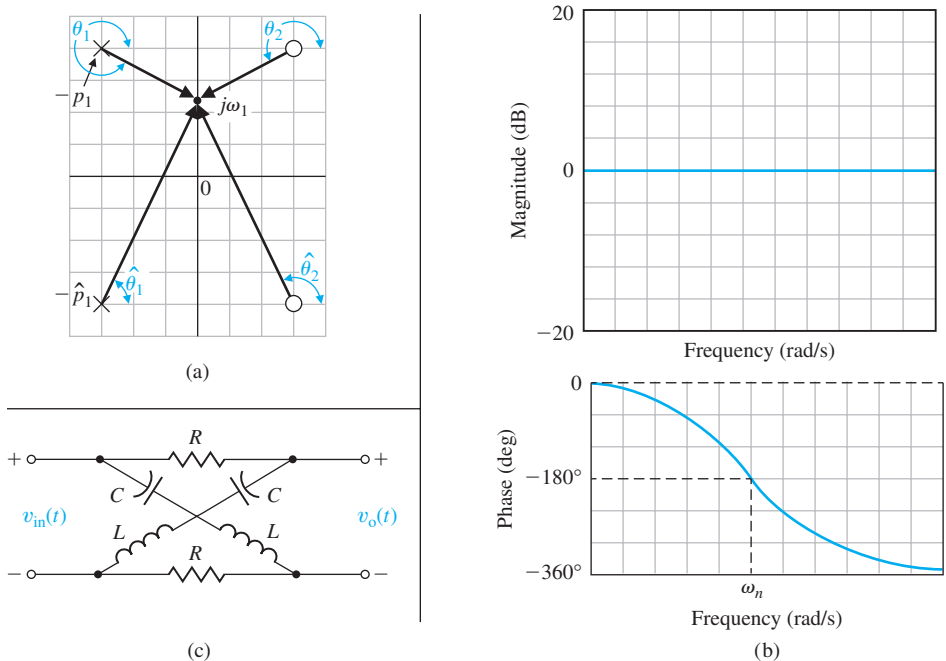 θ1
θ2
− p1
jω1
0
− p̂1
θ̂1
θ̂2
(a)
20
Magnitude (dB)
0
−20
Frequency (rad/s)
0
Phase (deg)
−180°
−360°
ωn
Frequency (rad/s)
(b)
+
R
+
C
C
vin(t)
vo(t)
L
L
R
−
−
(c)